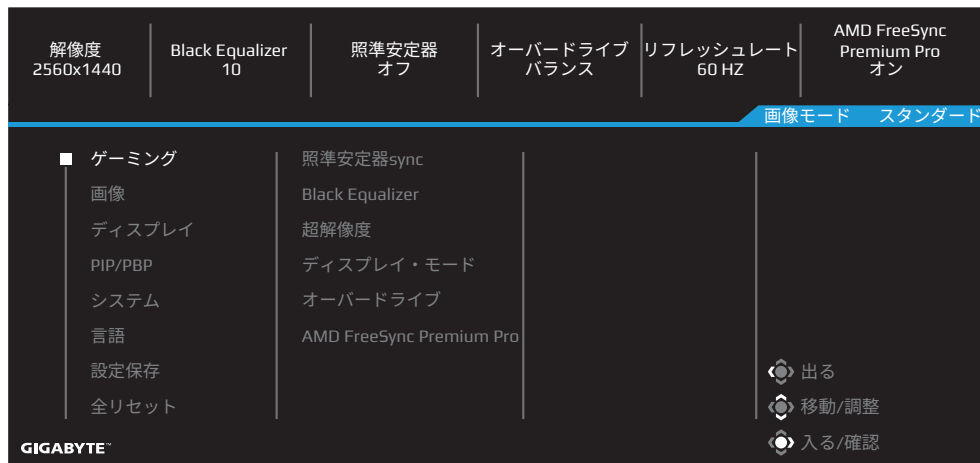 解像度
2560x1440
Black Equalizer
10
照準安定器
オフ
オーバードライブ
バランス
リフレッシュレート
60 HZ
AMD FreeSync
Premium Pro
オン
画像モード スタンダード
ゲーミング
画像
ディスプレイ
PIP/PBP
システム
言語
設定保存
全リセット
照準安定器sync
Black Equalizer
超解像度
ディスプレイ・モード
オーバードライブ
AMD FreeSync Premium Pro
出る
移動/調整
入る/確認
GIGABYTE™